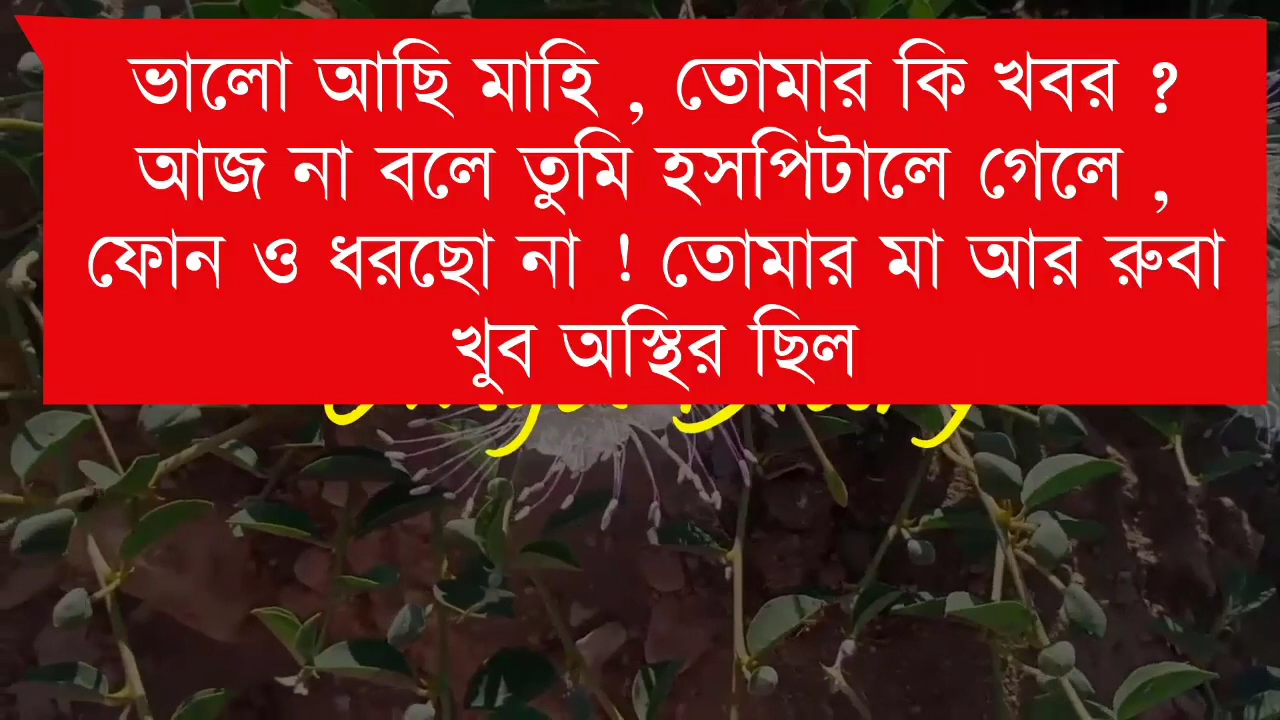 ভালো আছি মাহি , তোমার কি খবর ?
আজ না বলে তুমি হসপিটালে গেলে ,
ফোন ও ধরছো না ! তোমার মা আর রুবা
খুব অস্থির ছিল